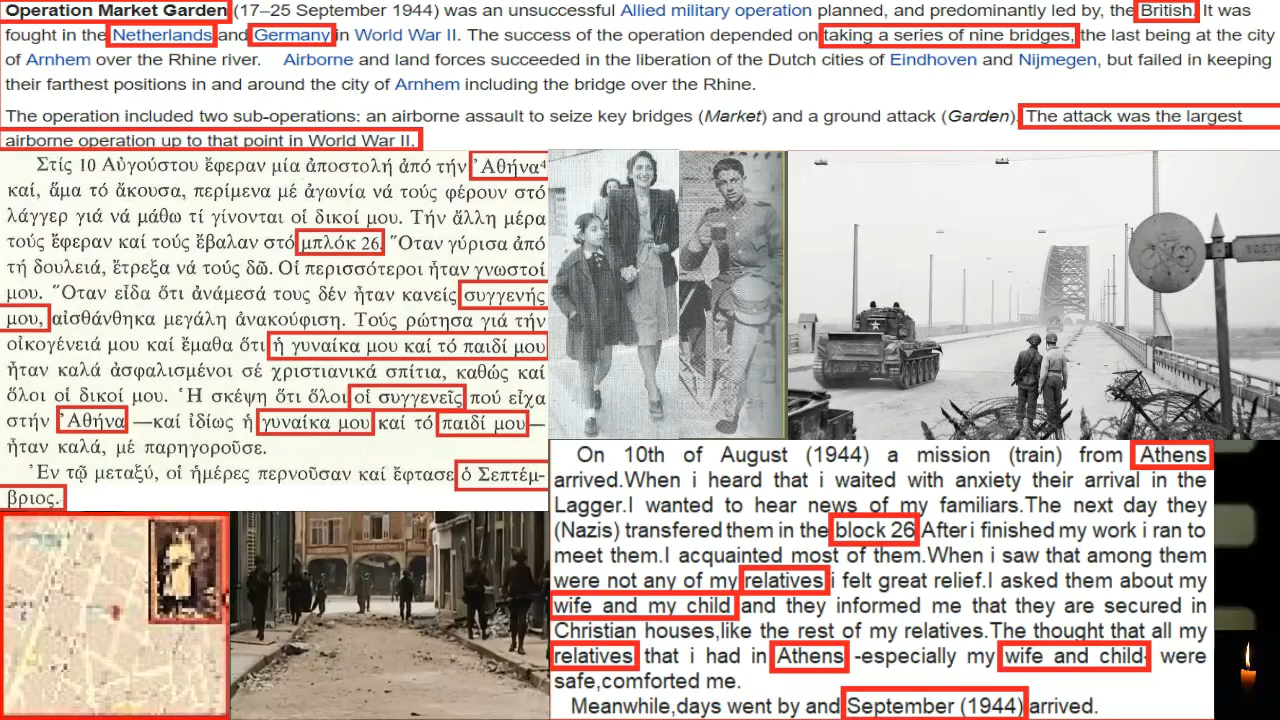 Operation Market Garden (17–25 September 1944) was an unsuccessful Allied military operation planned, and predominantly led by, the British. It was
fought in the Netherlands and Germany in World War II. The success of the operation depended on taking a series of nine bridges, the last being at the city
of Arnhem over the Rhine river. Airborne and land forces succeeded in the liberation of the Dutch cities of Eindhoven and Nijmegen, but failed in keeping
their farthest positions in and around the city of Arnhem including the bridge over the Rhine.
The operation included two sub-operations: an airborne assault to seize key bridges (Market) and a ground attack (Garden). The attack was the largest
airborne operation up to that point in World War II.
Στίς 10 Αὐγούστου ἔφεραν μία ἀποστολή ἀπό τήν Ἀθήνα⁴
καί, ἅμα τό ἄκουσα, περίμενα μέ ἀγωνία νά τούς φέρουν στό
λάγγερ γιά νά μάθω τί γίνονται οἱ δικοί μου. Τήν ἄλλη μέρα
τούς ἔφεραν καί τούς ἔβαλαν στό μπλόκ 26. Ὅταν γύρισα ἀπό
τή δουλειά, ἔτρεξα νά τούς δῶ. Οἱ περισσότεροι ἦταν γνωστοί
μου. Ὅταν εἶδα ὅτι ἀνάμεσά τους δέν ἦταν κανείς συγγενής
μου, αἰσθάνθηκα μεγάλη ἀνακούφιση. Τούς ρώτησα γιά τήν
οἰκογένειά μου καί ἔμαθα ὅτι ἡ γυναίκα μου καί τό παιδί μου
ἦταν καλά ἀσφαλισμένοι σέ χριστιανικά σπίτια, καθώς καί
ὅλοι οἱ δικοί μου. Ἡ σκέψη ὅτι ὅλοι οἱ συγγενεῖς πού εἶχα
στήν Ἀθήνα —καί ἰδίως ἡ γυναίκα μου καί τό παιδί μου—
ἦταν καλά, μέ παρηγοροῦσε.
Ἐν τῷ μεταξύ, οἱ ἡμέρες περνοῦσαν καί ἔφτασε ὁ Σεπτέμ-
βριος.
On 10th of August (1944) a mission (train) from Athens
arrived.When i heard that i waited with anxiety their arrival in the
Lagger.I wanted to hear news of my familiars.The next day they
(Nazis) transfered them in the block 26.After i finished my work i ran to
meet them.I acquainted most of them.When i saw that among them
were not any of my relatives i felt great relief.I asked them about my
wife and my child and they informed me that they are secured in
Christian houses,like the rest of my relatives.The thought that all my
relatives that i had in Athens -especially my wife and child- were
safe,comforted me.
Meanwhile,days went by and September (1944) arrived.